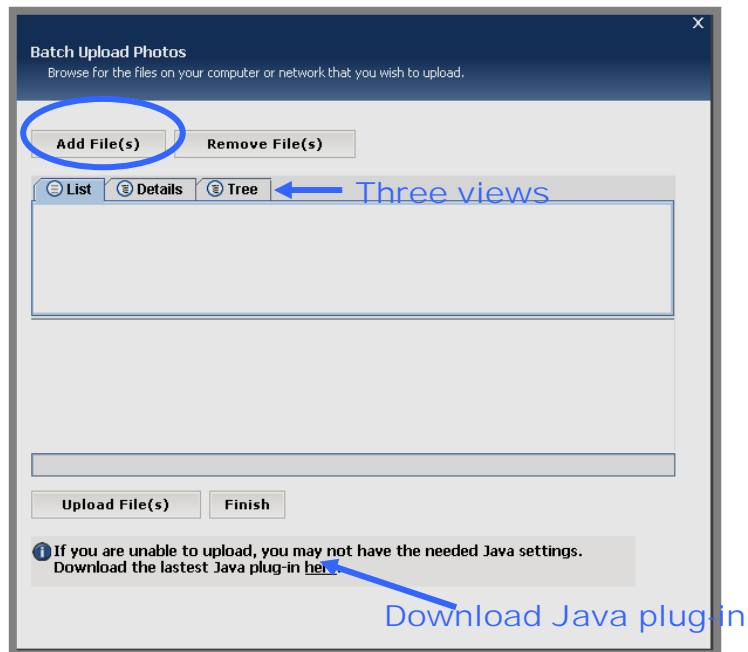 X
Batch Upload Photos
Browse for the files on your computer or network that you wish to upload.
Add File(s) Remove File(s)
List Details Tree Three views
Upload File(s) Finish
If you are unable to upload, you may not have the needed Java settings.
Download the lastest Java plug-in here.
Download Java plug-in